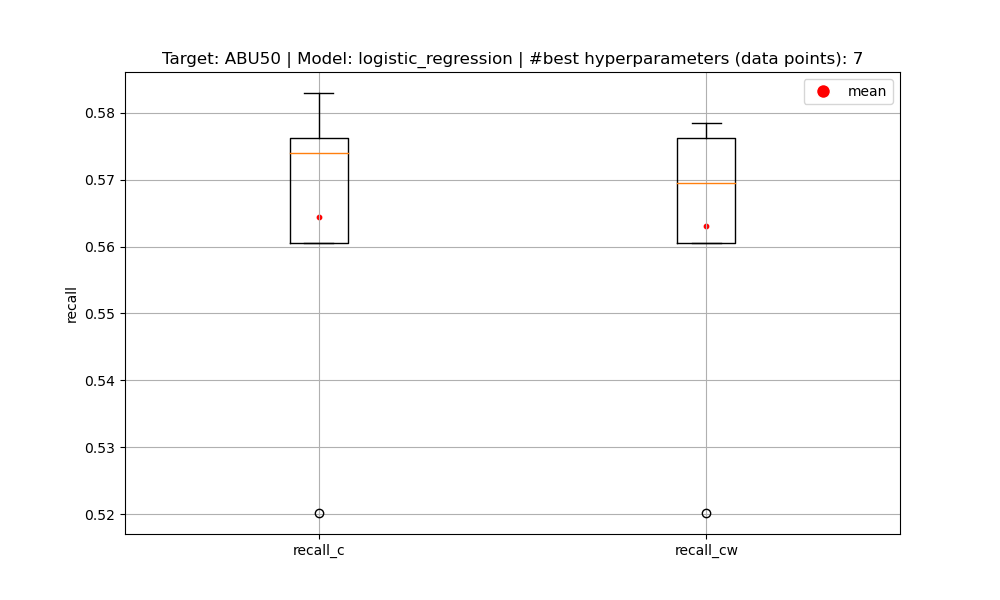 Target: ABU50 | Model: logistic_regression | #best hyperparameters (data points): 7
mean
0.58
0.57
0.56
0.55
0.54
0.53
0.52
recall
recall_c
recall_cw